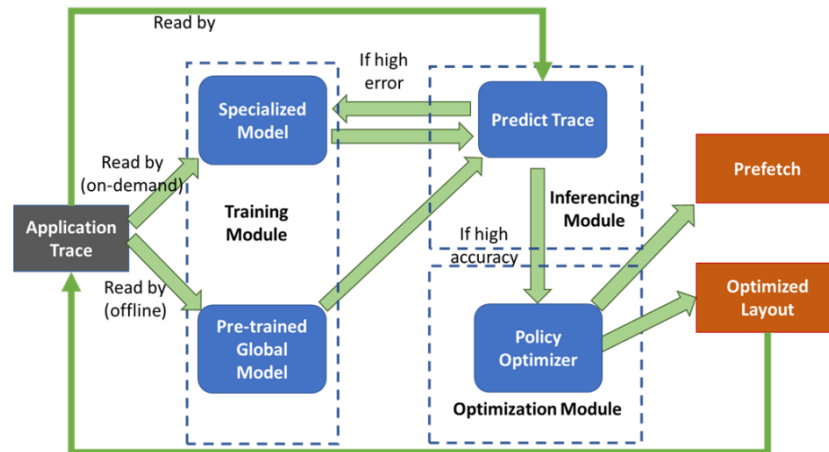 Read by
If high
error
Specialized
Model
Predict Trace
Prefetch
Read by
(on-demand)
Training
Module
Inferencing
Module
Application
Trace
If high
accuracy
Read by
(offline)
Optimized
Layout
Pre-trained
Global
Model
Policy
Optimizer
Optimization Module